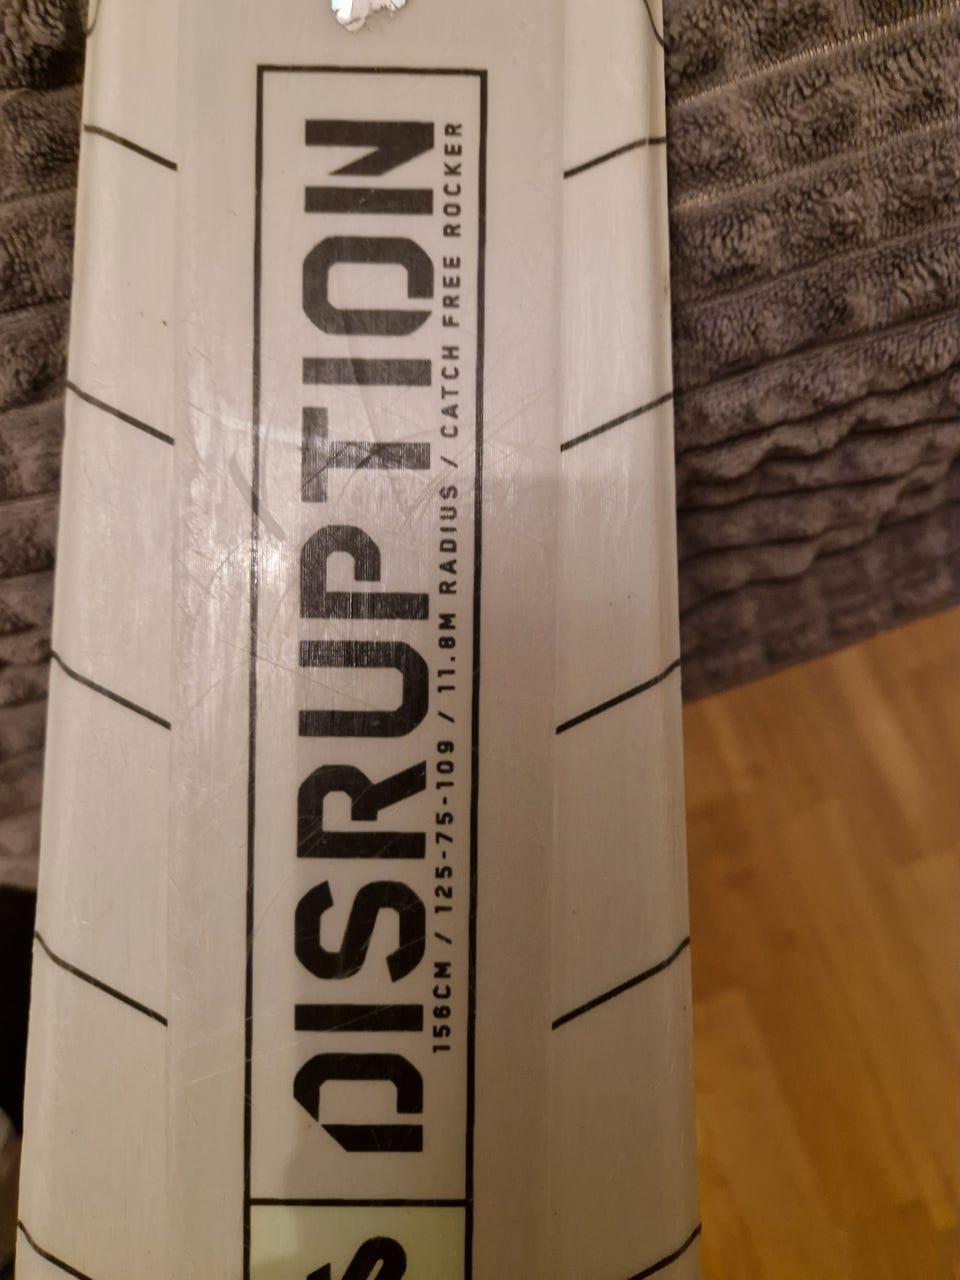 DISRUPTION
156CM / 125-75-109 / 11.8M RADIUS / CATCH FREE ROCKER